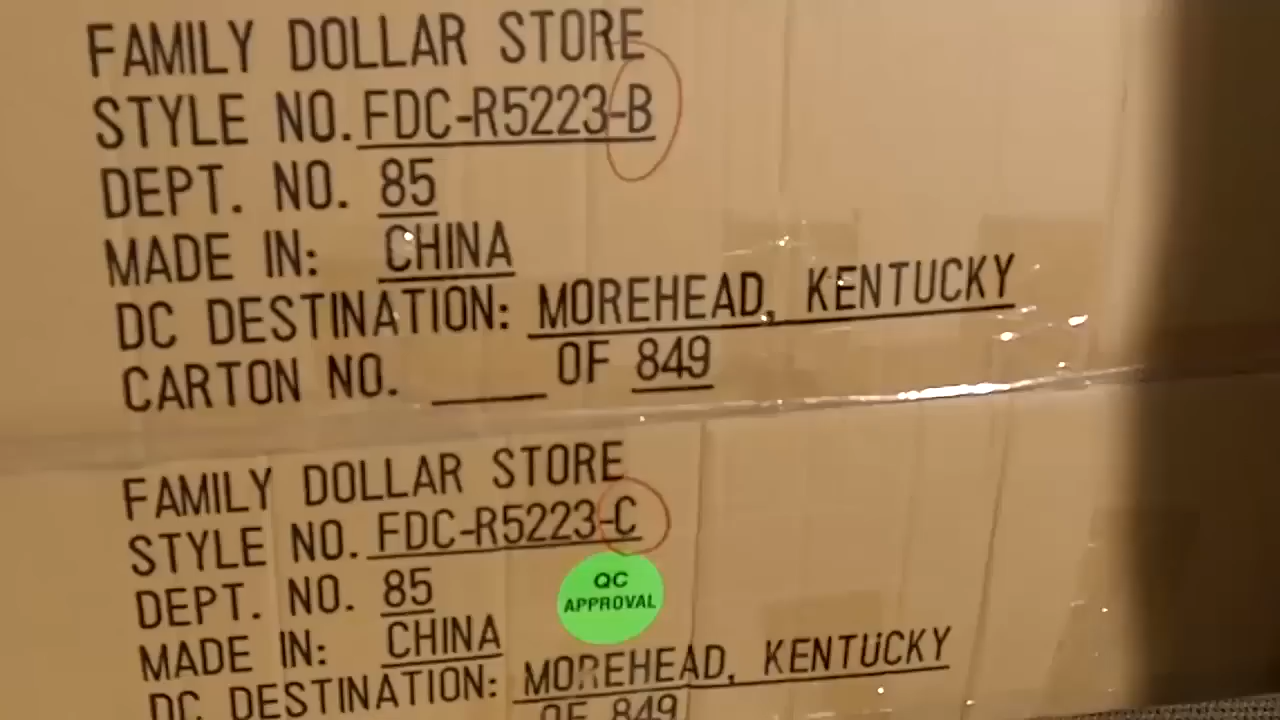 FAMILY DOLLAR STORE
STYLE NO. FDC-R5223-B
DEPT. NO. 85
MADE IN: CHINA
DC DESTINATION: MOREHEAD, KENTUCKY
CARTON NO. ____ OF 849
FAMILY DOLLAR STORE
STYLE NO. FDC-R5223-C
DEPT. NO. 85
QC
APPROVAL
MADE IN: CHINA
DC DESTINATION: MOREHEAD, KENTUCKY
OF 849